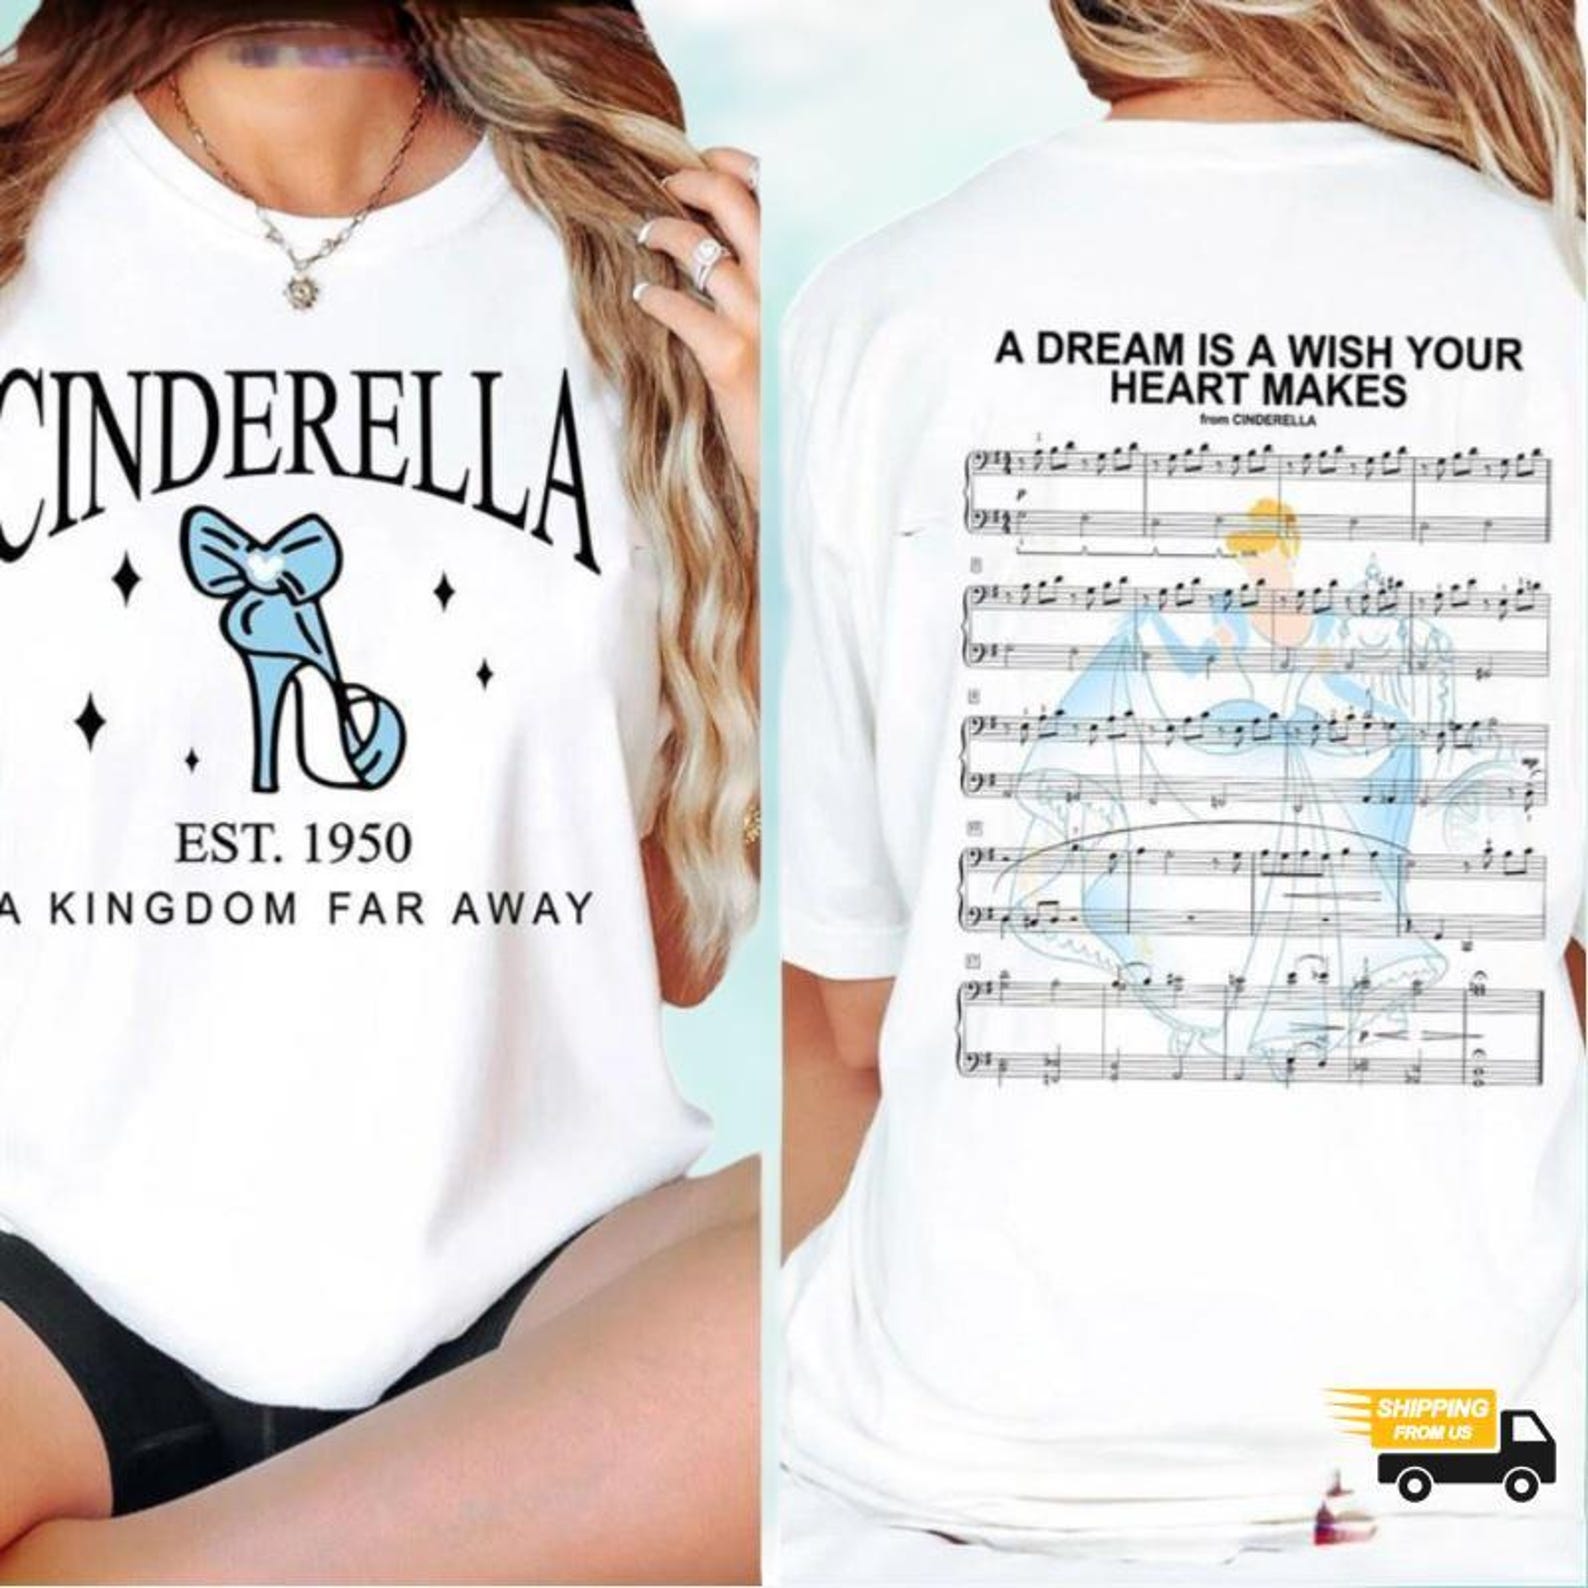 CINDERELLA
EST. 1950
A KINGDOM FAR AWAY
A DREAM IS A WISH YOUR
HEART MAKES
from CINDERELLA
SHIPPING
FROM US